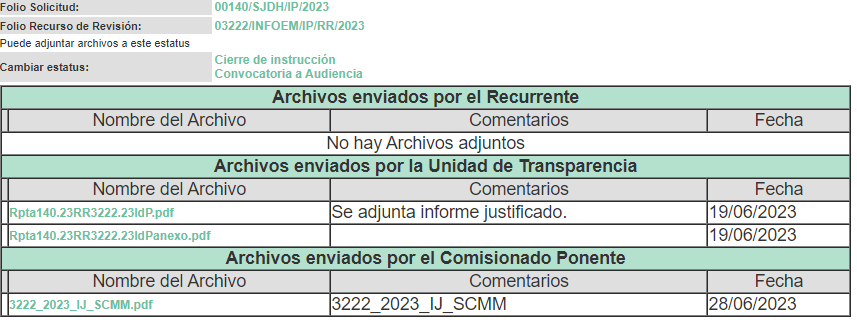 Folio Solicitud: 00140/SJDH/IP/2023
Folio Recurso de Revisión: 03222/INFOEM/IP/RR/2023
Puede adjuntar archivos a este estatus
Cambiar estatus: Cierre de instrucción
Convocatoria a Audiencia
Archivos enviados por el Recurrente
Nombre del Archivo Comentarios Fecha
No hay Archivos adjuntos
Archivos enviados por la Unidad de Transparencia
Nombre del Archivo Comentarios Fecha
Rpta140.23RR3222.23IdP.pdf Se adjunta informe justificado. 19/06/2023
Rpta140.23RR3222.23IdPanexo.pdf 19/06/2023
Archivos enviados por el Comisionado Ponente
Nombre del Archivo Comentarios Fecha
3222_2023_IJ_SCMM.pdf 3222_2023_IJ_SCMM 28/06/2023